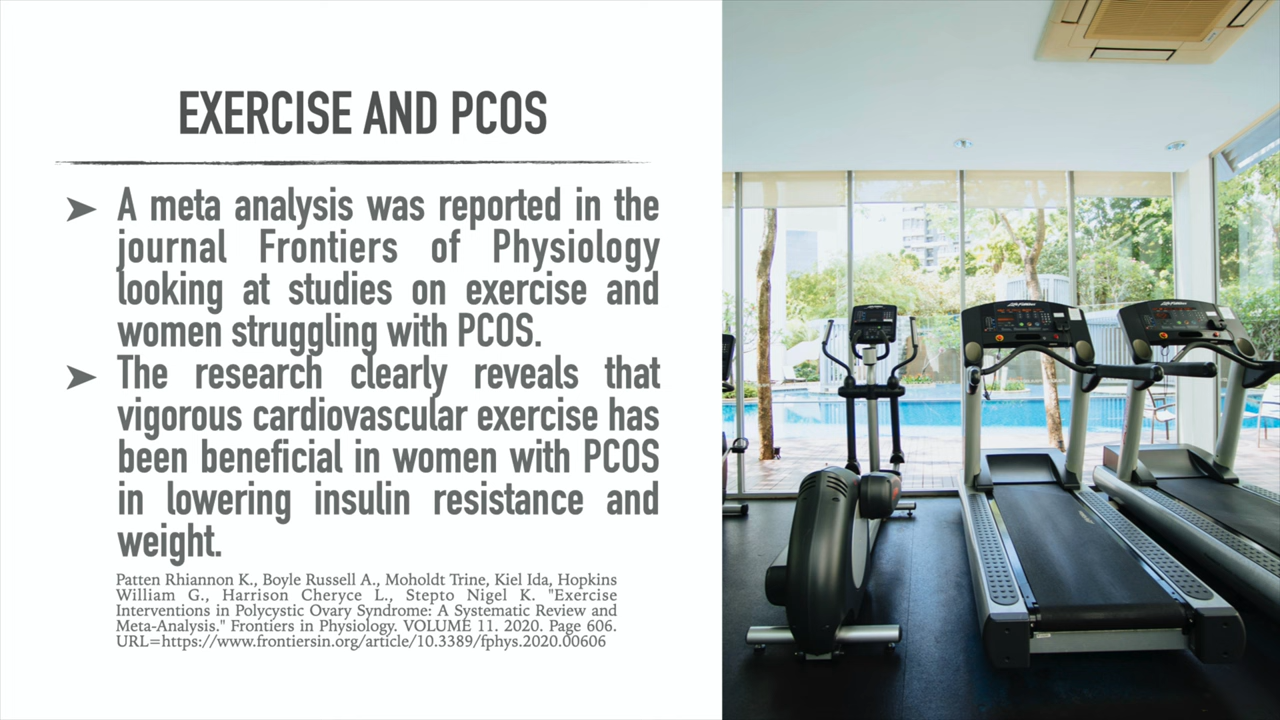 EXERCISE AND PCOS
➤ A meta analysis was reported in the
journal Frontiers of Physiology
looking at studies on exercise and
women struggling with PCOS.
➤ The research clearly reveals that
vigorous cardiovascular exercise has
been beneficial in women with PCOS
in lowering insulin resistance and
weight.
Patten Rhiannon K., Boyle Russell A., Moholdt Trine, Kiel Ida, Hopkins
William G., Harrison Cheryce L., Stepto Nigel K. "Exercise
Interventions in Polycystic Ovary Syndrome: A Systematic Review and
Meta-Analysis." Frontiers in Physiology. VOLUME 11. 2020. Page 606.
URL=https://www.frontiersin.org/article/10.3389/fphys.2020.00606
Life Fitness
Life Fitness